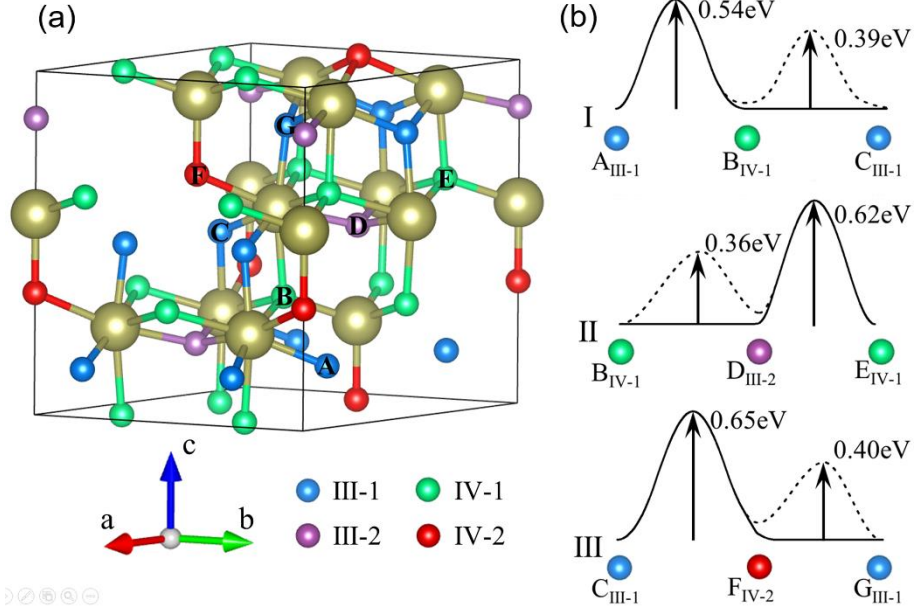 (a)
G
F
E
C
D
B
A
c
a
b
III-1
IV-1
III-2
IV-2
(b)
0.54eV
0.39eV
I
A_III-1
B_IV-1
C_III-1
0.36eV
0.62eV
II
B_IV-1
D_III-2
E_IV-1
0.65eV
0.40eV
III
C_III-1
F_IV-2
G_III-1